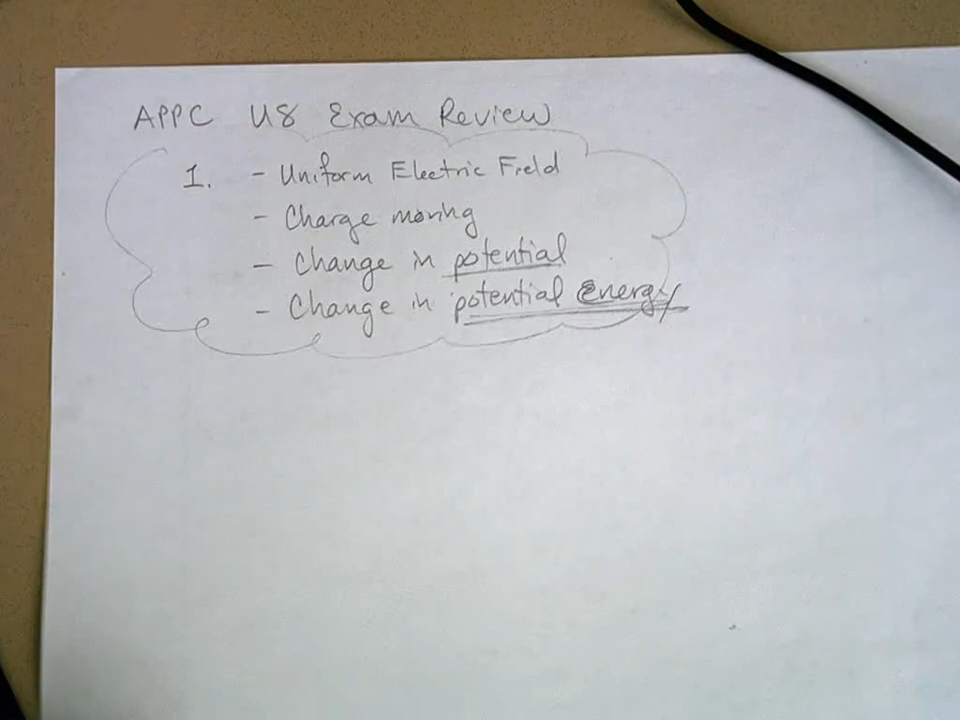 APPC U8 Exam Review
1. - Uniform Electric Field
- Charge moving
- Change in potential
- Change in potential energy